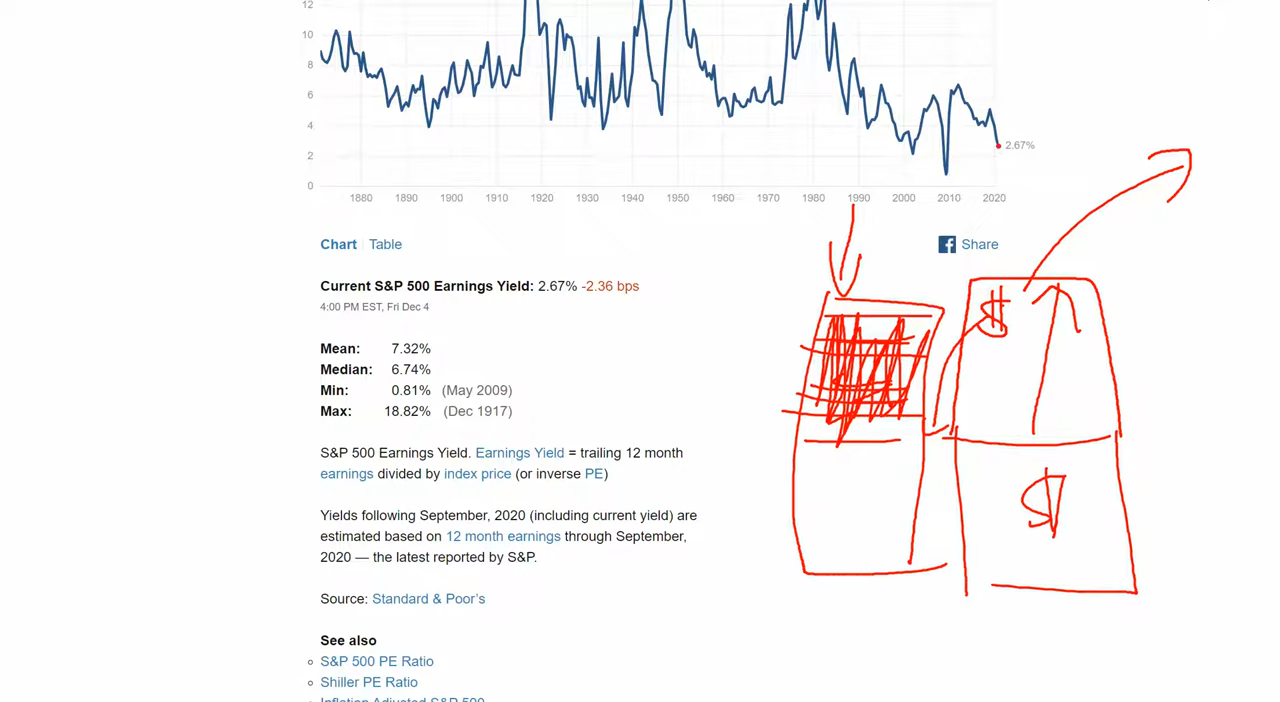 12
10
8
6
4
2
0
2.67%
1880 1890 1900 1910 1920 1930 1940 1950 1960 1970 1980 1990 2000 2010 2020
Chart Table
Share
Current S&P 500 Earnings Yield: 2.67% -2.36 bps
4:00 PM EST, Fri Dec 4
Mean: 7.32%
Median: 6.74%
Min: 0.81% (May 2009)
Max: 18.82% (Dec 1917)
S&P 500 Earnings Yield. Earnings Yield = trailing 12 month
earnings divided by index price (or inverse PE)
Yields following September, 2020 (including current yield) are
estimated based on 12 month earnings through September,
2020 — the latest reported by S&P.
Source: Standard & Poor's
See also
S&P 500 PE Ratio
Shiller PE Ratio
Inflation Adjusted S&P 500
$
$